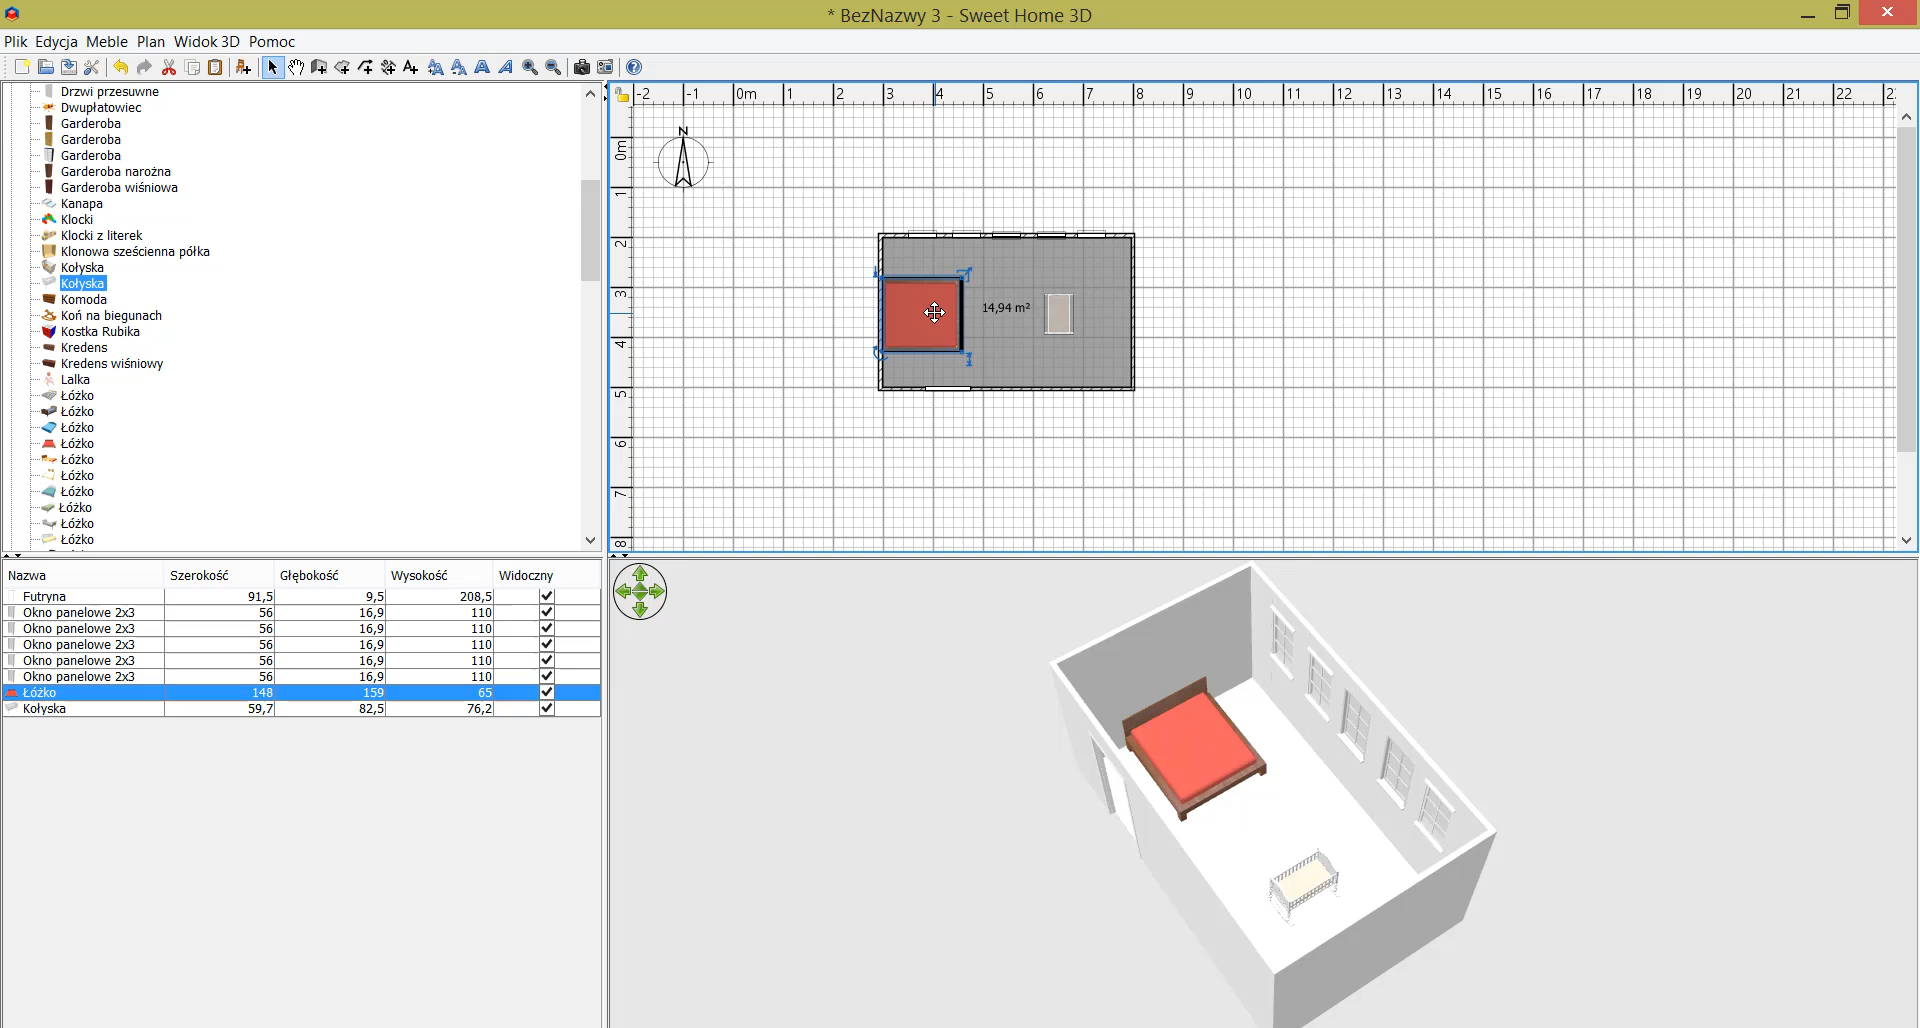 * BezNazwy 3 - Sweet Home 3D
Plik Edycja Meble Plan Widok 3D Pomoc
Drzwi przesuwne
Dwupłatowiec
Garderoba
Garderoba
Garderoba
Garderoba narożna
Garderoba wiśniowa
Kanapa
Klocki
Klocki z literek
Klonowa sześcienna półka
Kołyska
Kołyska
Komoda
Koń na biegunach
Kostka Rubika
Kredens
Kredens wiśniowy
Lalka
Łóżko
Łóżko
Łóżko
Łóżko
Łóżko
Łóżko
Łóżko
Łóżko
Łóżko
Łóżko
-2 -1 0m 1 2 3 4 5 6 7 8 9 10 11 12 13 14 15 16 17 18 19 20 21 22
0m
1
2
3
4
5
6
7
8
N
14,94 m²
Nazwa Szerokość Głębokość Wysokość Widoczny
Futryna 91,5 9,5 208,5
Okno panelowe 2x3 56 16,9 110
Okno panelowe 2x3 56 16,9 110
Okno panelowe 2x3 56 16,9 110
Okno panelowe 2x3 56 16,9 110
Okno panelowe 2x3 56 16,9 110
Łóżko 148 159 65
Kołyska 59,7 82,5 76,2